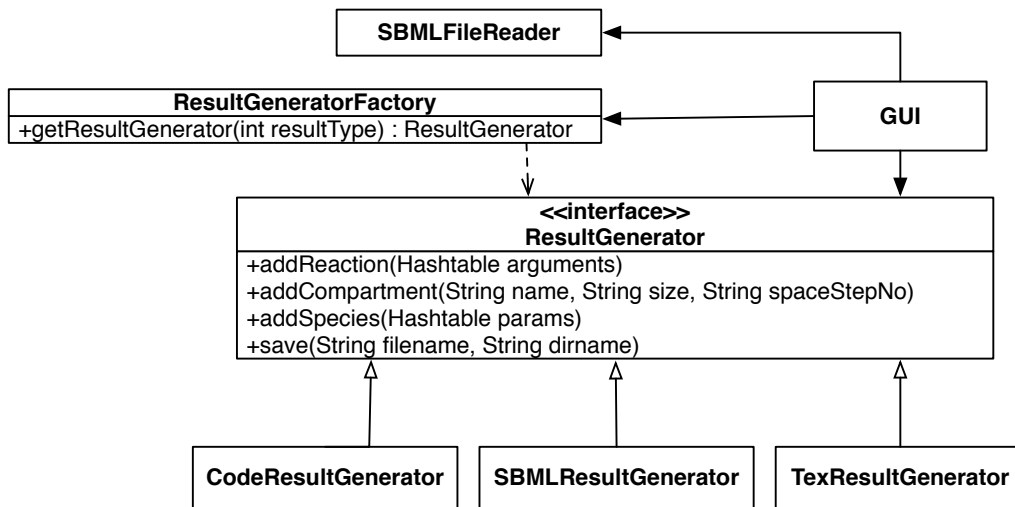 SBMLFileReader
ResultGeneratorFactory
+getResultGenerator(int resultType) : ResultGenerator
GUI
<<interface>>
ResultGenerator
+addReaction(Hashtable arguments)
+addCompartment(String name, String size, String spaceStepNo)
+addSpecies(Hashtable params)
+save(String filename, String dirname)
CodeResultGenerator
SBMLResultGenerator
TexResultGenerator